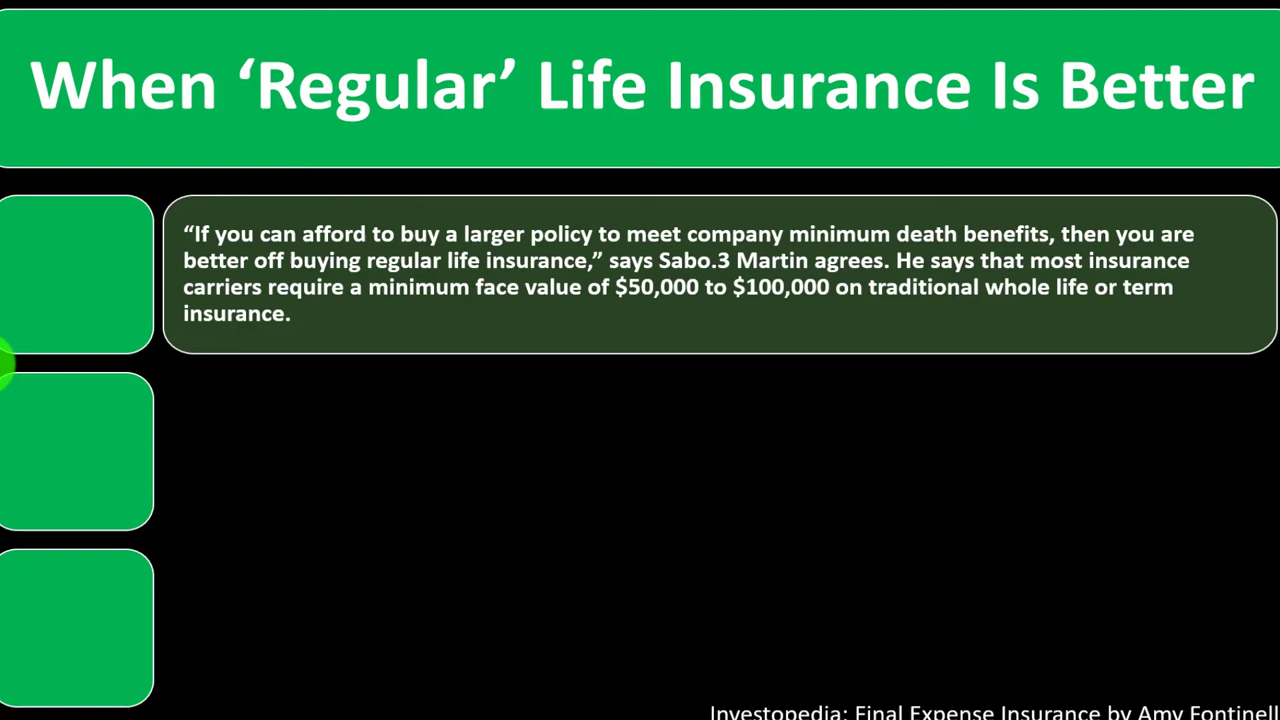 When ‘Regular’ Life Insurance Is Better
“If you can afford to buy a larger policy to meet company minimum death benefits, then you are
better off buying regular life insurance,” says Sabo.3 Martin agrees. He says that most insurance
carriers require a minimum face value of $50,000 to $100,000 on traditional whole life or term
insurance.
Investopedia: Final Expense Insurance by Amy Fontinell